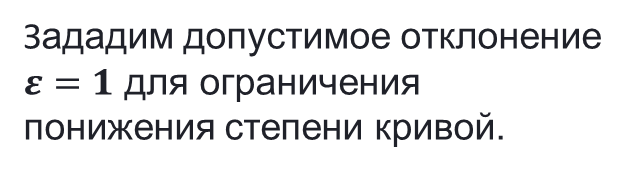 Зададим допустимое отклонение
ε = 1 для ограничения
понижения степени кривой.